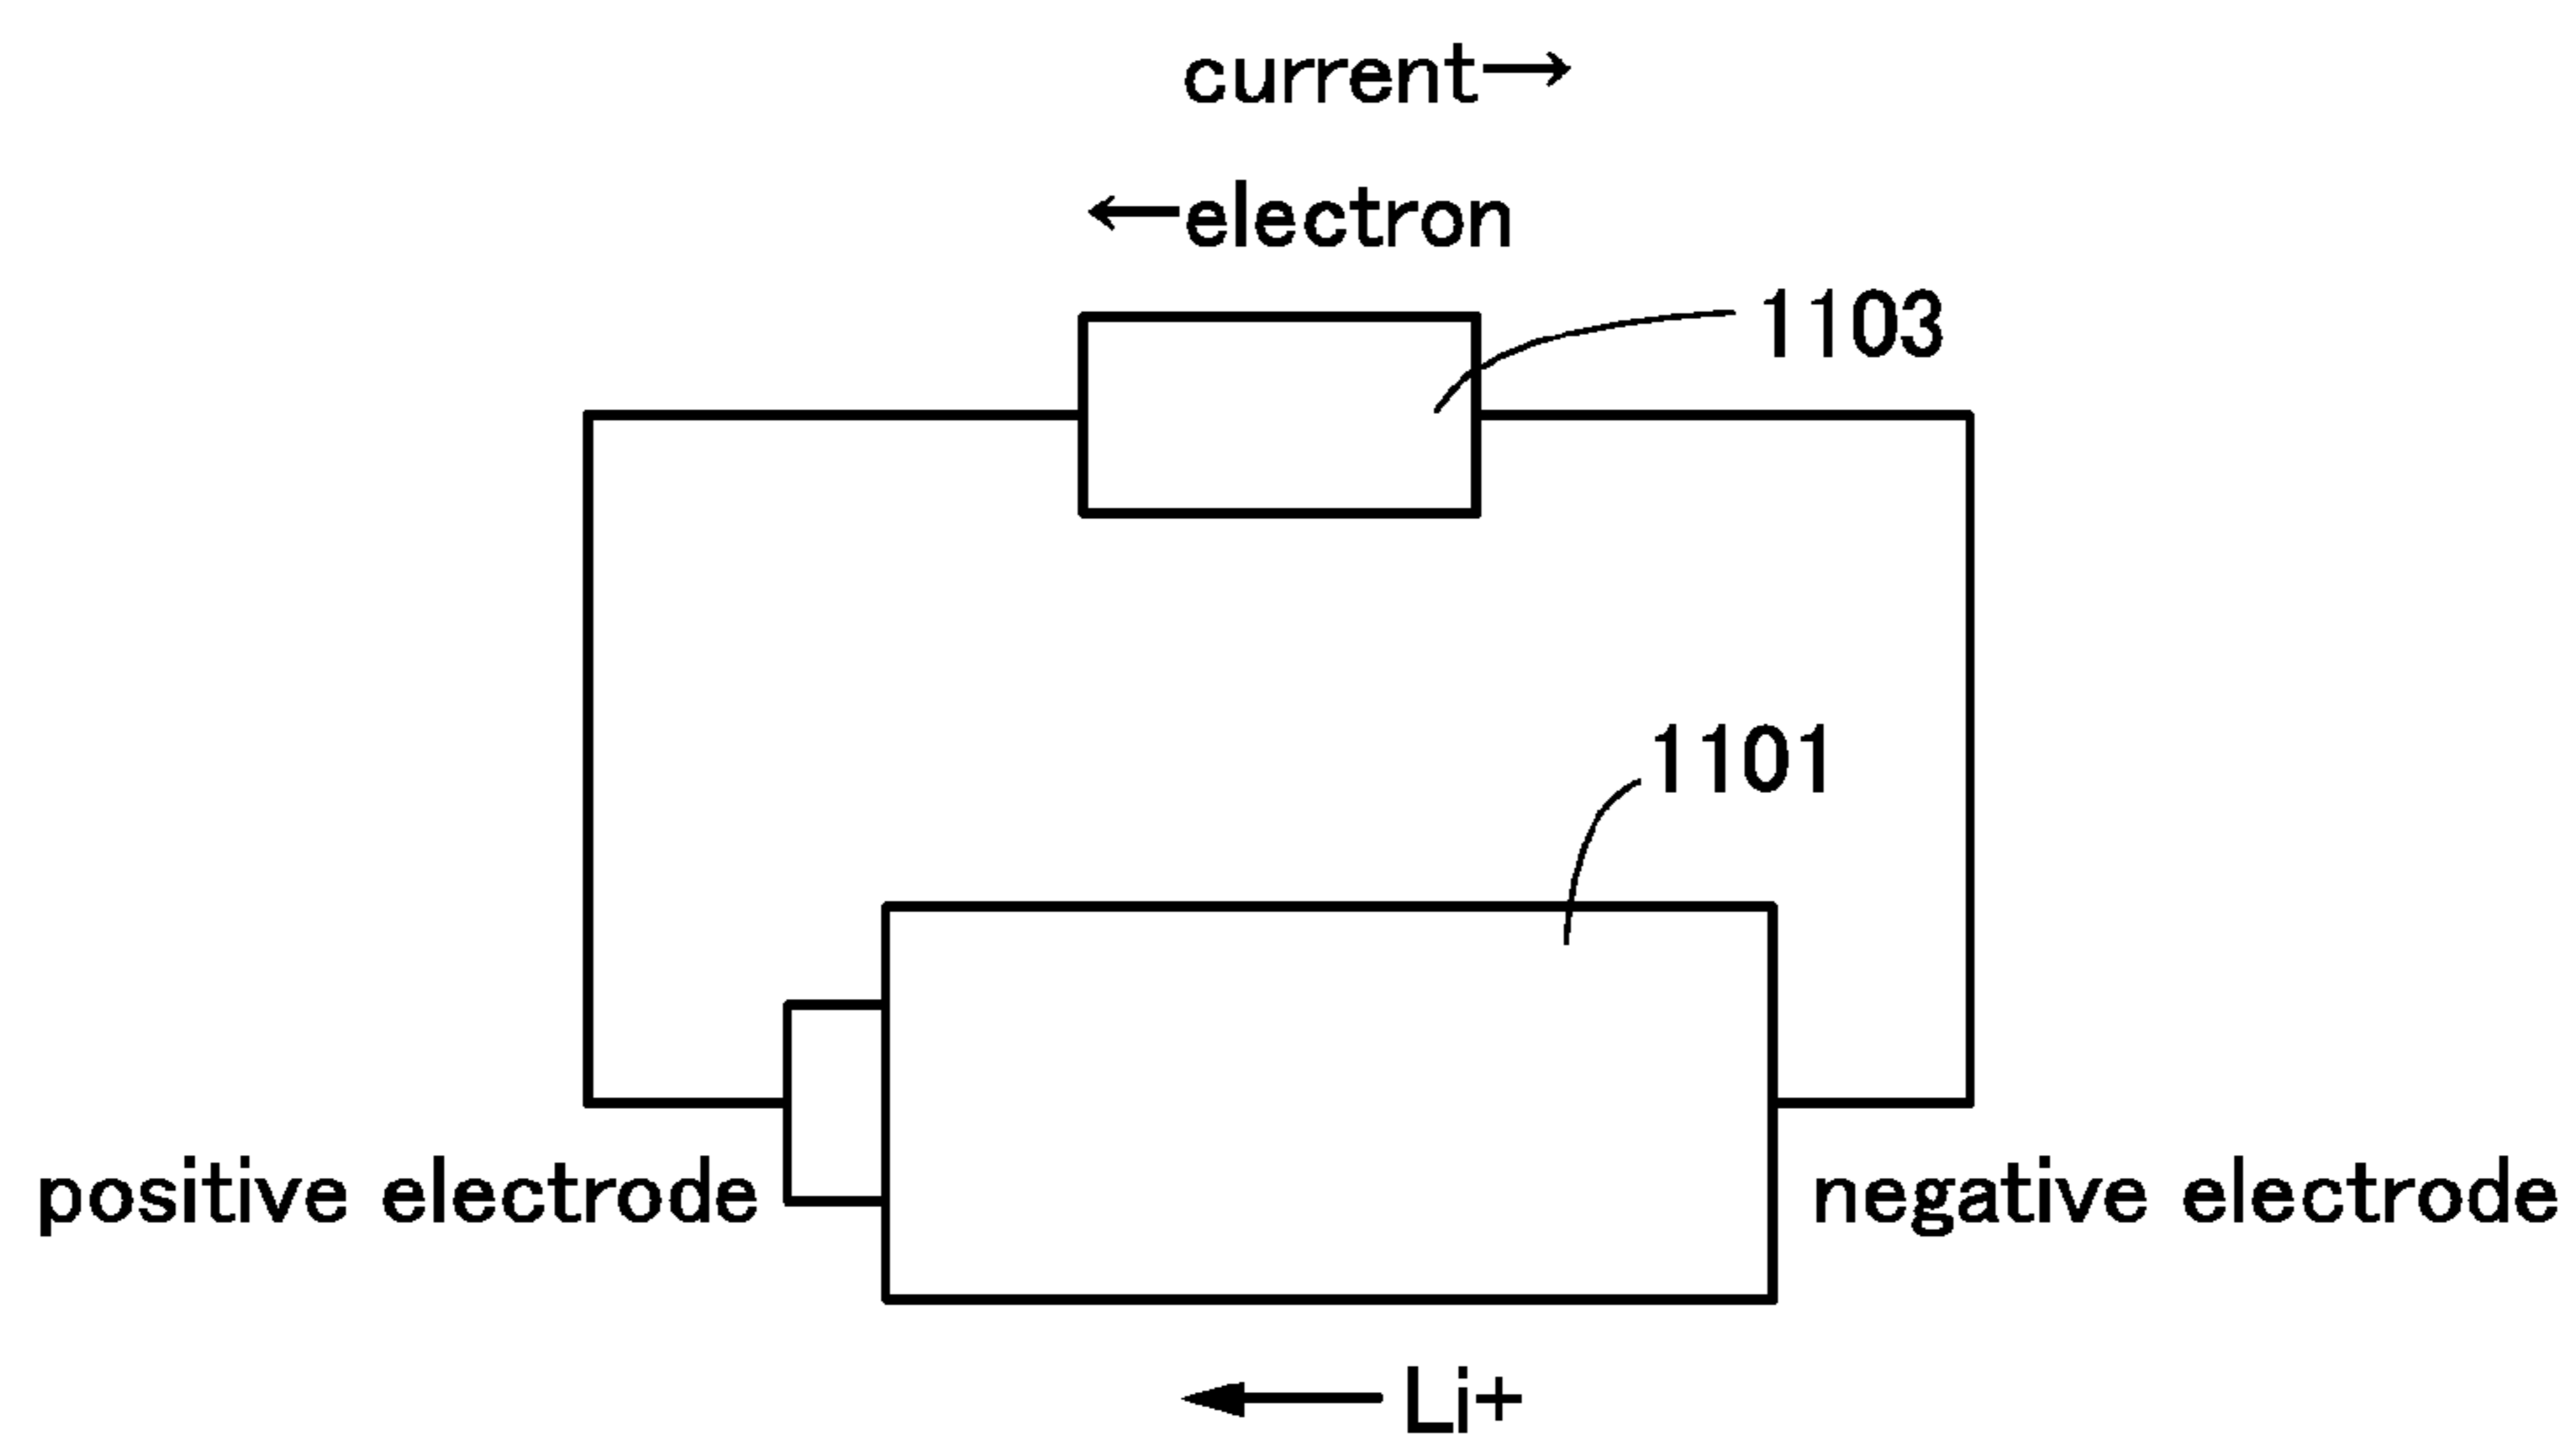 current→
←electron
1103
1101
positive electrode
negative electrode
← Li+